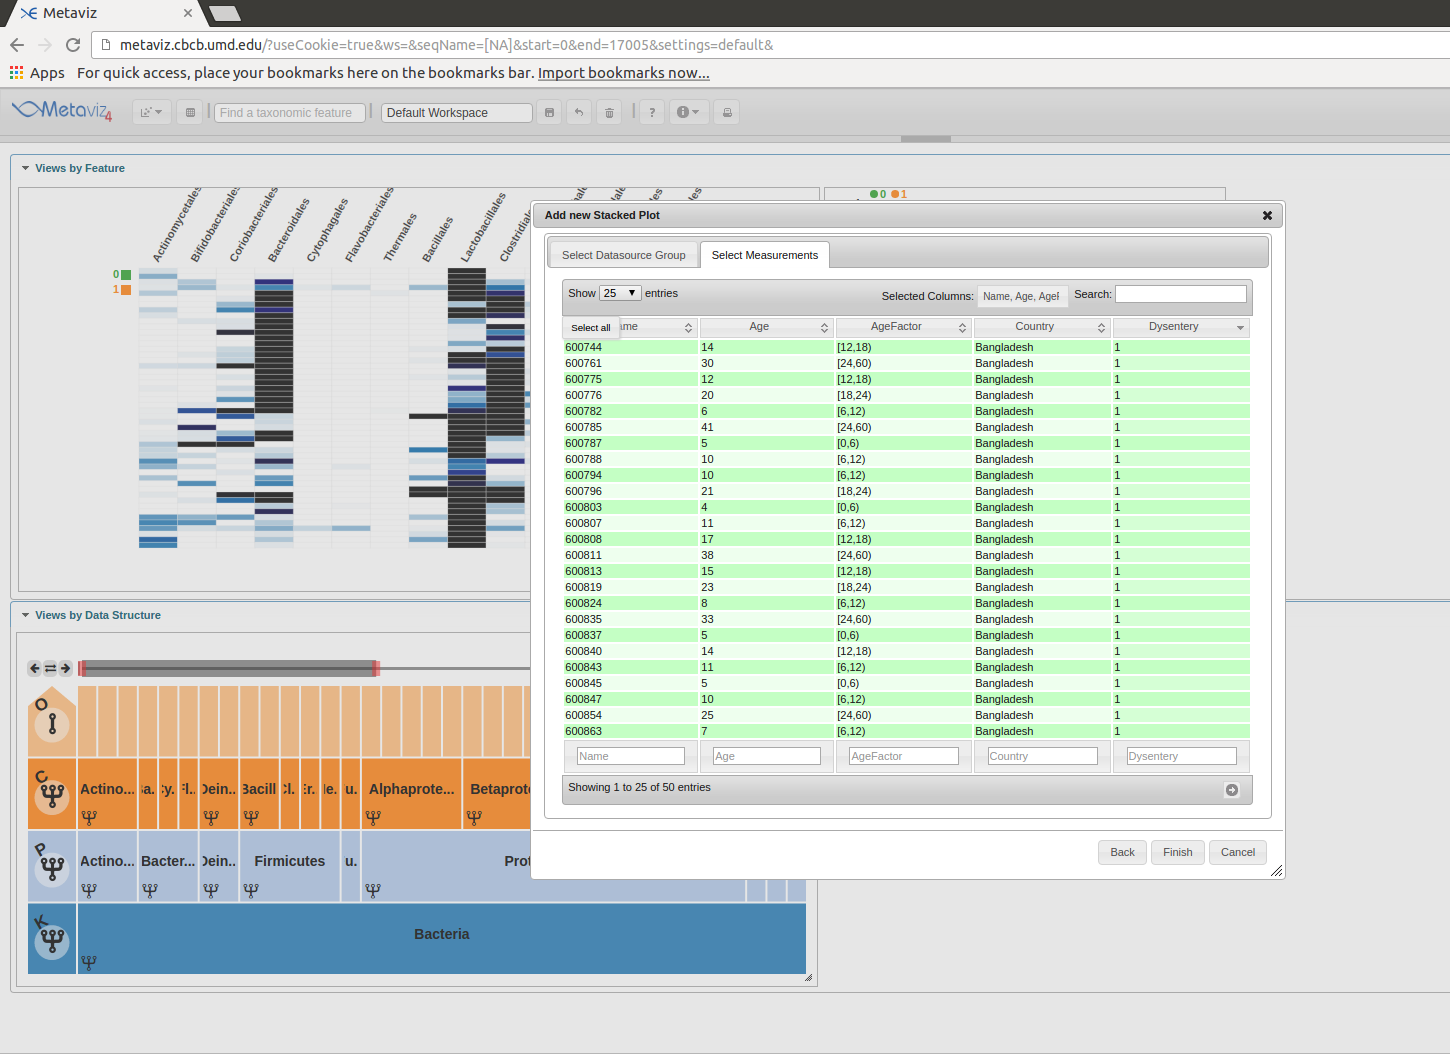 Metaviz
metaviz.cbcb.umd.edu/?useCookie=true&ws=&seqName=[NA]&start=0&end=17005&settings=default&
Apps For quick access, place your bookmarks here on the bookmarks bar. Import bookmarks now...
Metaviz 4 Find a taxonomic feature Default Workspace ?
Views by Feature
Actinomycetales
Bifidobacteriales
Coriobacteriales
Bacteroidales
Cytophagales
Flavobacteriales
Thermales
Bacillales
Lactobacillales
0
1
0 1
Add new Stacked Plot
Select Datasource Group Select Measurements
Show 25 entries Selected Columns: Name, Age, AgeF Search:
Select all ame Age AgeFactor Country Dysentery
600744 14 [12,18) Bangladesh 1
600761 30 [24,60) Bangladesh 1
600775 12 [12,18) Bangladesh 1
600776 20 [18,24) Bangladesh 1
600782 6 [6,12) Bangladesh 1
600785 41 [24,60) Bangladesh 1
600787 5 [0,6) Bangladesh 1
600788 10 [6,12) Bangladesh 1
600794 10 [6,12) Bangladesh 1
600796 21 [18,24) Bangladesh 1
600803 4 [0,6) Bangladesh 1
600807 11 [6,12) Bangladesh 1
600808 17 [12,18) Bangladesh 1
600811 38 [24,60) Bangladesh 1
600813 15 [12,18) Bangladesh 1
600819 23 [18,24) Bangladesh 1
600824 8 [6,12) Bangladesh 1
600835 33 [24,60) Bangladesh 1
600837 5 [0,6) Bangladesh 1
600840 14 [12,18) Bangladesh 1
600843 11 [6,12) Bangladesh 1
600845 5 [0,6) Bangladesh 1
600847 10 [6,12) Bangladesh 1
600854 25 [24,60) Bangladesh 1
600863 7 [6,12) Bangladesh 1
Name Age AgeFactor Country Dysentery
Showing 1 to 25 of 50 entries
Back Finish Cancel
Views by Data Structure
O
C Actino... Dein.. Bacill Cl. u. Alphaprote... Betaprote
P Actino... Bacter... Dein.. Firmicutes u. Prot
K Bacteria